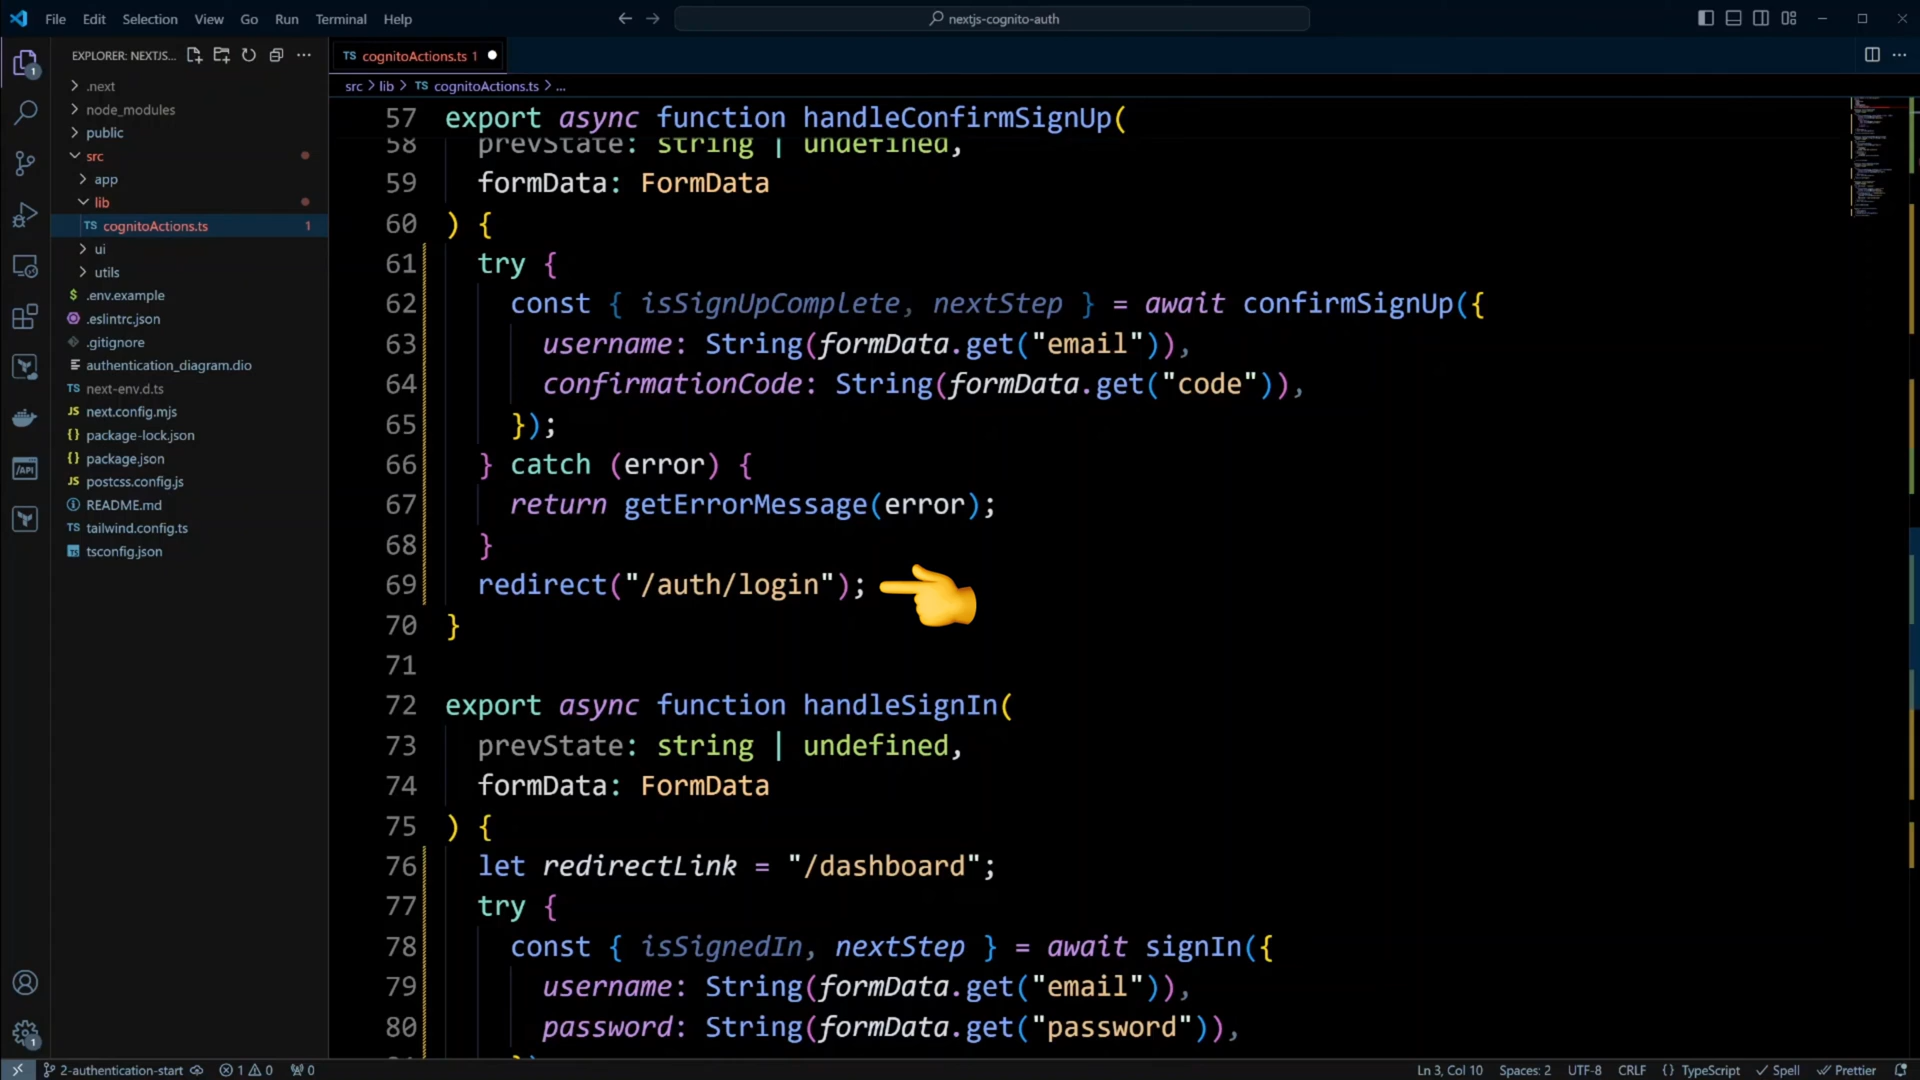 File Edit Selection View Go Run Terminal Help
nextjs-cognito-auth
EXPLORER: NEXTJS...
.next
node_modules
public
src
app
lib
TS cognitoActions.ts 1
ui
utils
$ .env.example
.eslintrc.json
.gitignore
authentication_diagram.dio
TS next-env.d.ts
JS next.config.mjs
{} package-lock.json
{} package.json
JS postcss.config.js
README.md
TS tailwind.config.ts
tsconfig.json
1
/API
1
TS cognitoActions.ts 1
src > lib > TS cognitoActions.ts > ...
57 export async function handleConfirmSignUp(
58 prevState: string | undefined,
59 formData: FormData
60 ) {
61 try {
62 const { isSignUpComplete, nextStep } = await confirmSignUp({
63 username: String(formData.get("email")),
64 confirmationCode: String(formData.get("code")),
65 });
66 } catch (error) {
67 return getErrorMessage(error);
68 }
69 redirect("/auth/login");
70 }
71
72 export async function handleSignIn(
73 prevState: string | undefined,
74 formData: FormData
75 ) {
76 let redirectLink = "/dashboard";
77 try {
78 const { isSignedIn, nextStep } = await signIn({
79 username: String(formData.get("email")),
80 password: String(formData.get("password")),
2-authentication-start 1 0 0
Ln 3, Col 10 Spaces: 2 UTF-8 CRLF {} TypeScript Spell Prettier